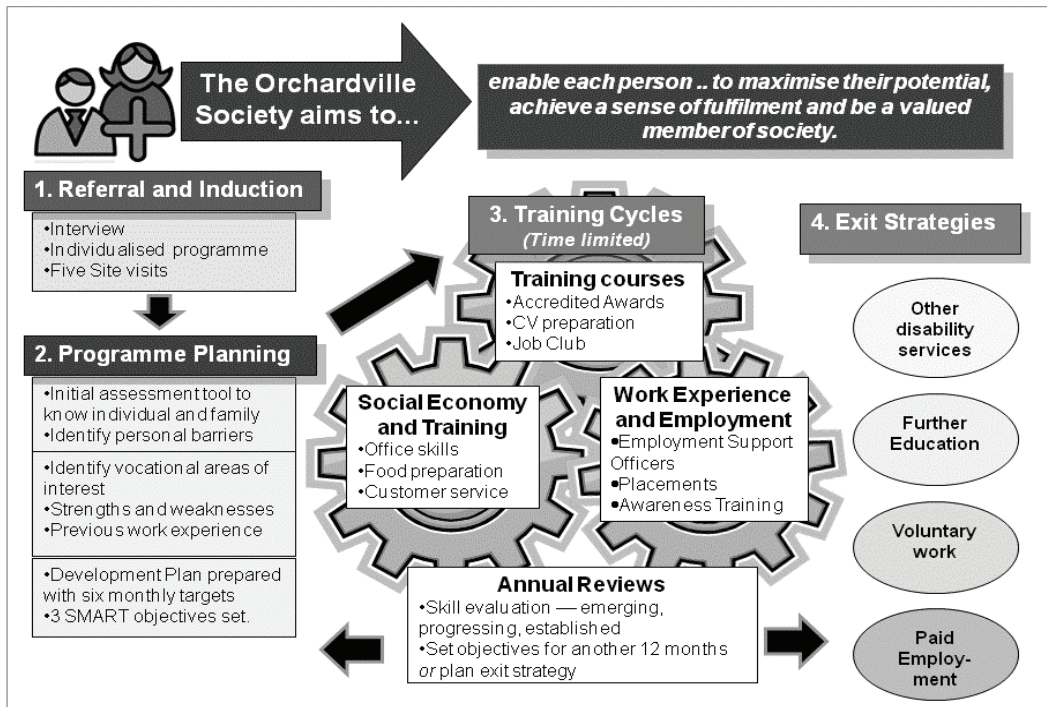 The Orchardville
Society aims to...
enable each person .. to maximise their potential,
achieve a sense of fulfilment and be a valued
member of society.
1. Referral and Induction
•Interview
•Individualised programme
•Five Site visits
2. Programme Planning
•Initial assessment tool to
know individual and family
•Identify personal barriers
•Identify vocational areas of
interest
•Strengths and weaknesses
•Previous work experience
•Development Plan prepared
with six monthly targets
•3 SMART objectives set.
3. Training Cycles
(Time limited)
Training courses
•Accredited Awards
•CV preparation
•Job Club
Social Economy
and Training
•Office skills
•Food preparation
•Customer service
Work Experience
and Employment
•Employment Support
Officers
•Placements
•Awareness Training
Annual Reviews
•Skill evaluation — emerging,
progressing, established
•Set objectives for another 12 months
or plan exit strategy
4. Exit Strategies
Other
disability
services
Further
Education
Voluntary
work
Paid
Employ-
ment